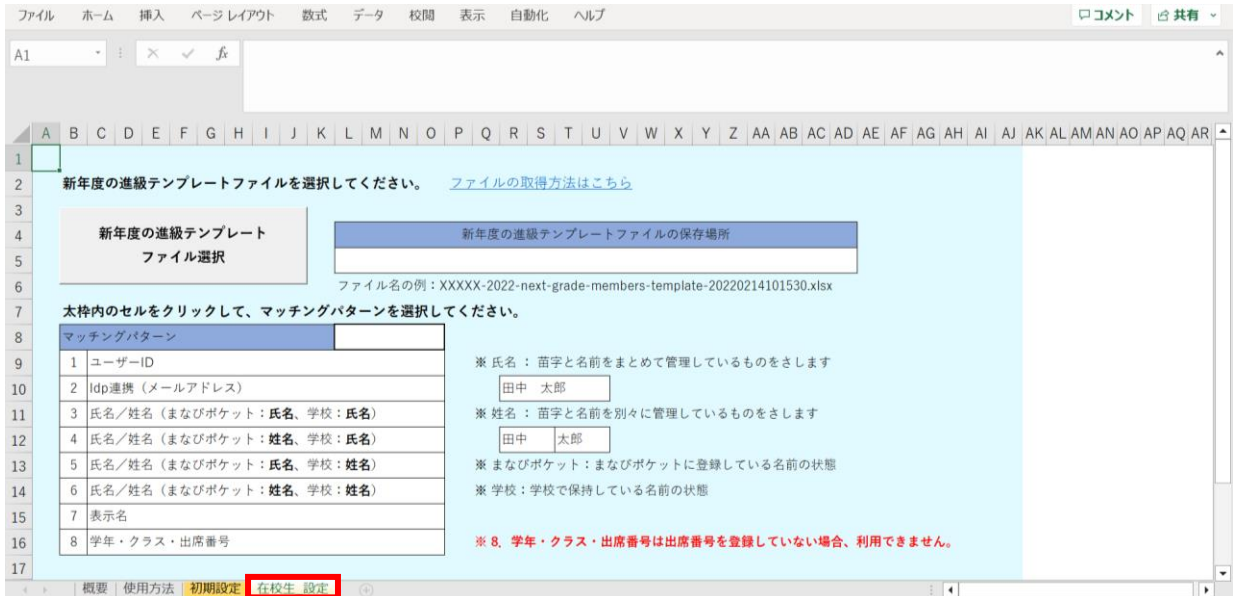 ファイル ホーム 挿入 ページ レイアウト 数式 データ 校閲 表示 自動化 ヘルプ コメント 共有
A1 fx
A B C D E F G H I J K L M N O P Q R S T U V W X Y Z AA AB AC AD AE AF AG AH AI AJ AK AL AM AN AO AP AQ AR
1
2 新年度の進級テンプレートファイルを選択してください。 ファイルの取得方法はこちら
3
4 新年度の進級テンプレート 新年度の進級テンプレートファイルの保存場所
5 ファイル選択
6 ファイル名の例：XXXXX-2022-next-grade-members-template-20220214101530.xlsx
7 太枠内のセルをクリックして、マッチングパターンを選択してください。
8 マッチングパターン
9 1 ユーザーID ※ 氏名 ： 苗字と名前をまとめて管理しているものをさします
10 2 Idp連携（メールアドレス） 田中 太郎
11 3 氏名／姓名（まなびポケット：氏名、学校：氏名） ※ 姓名 ： 苗字と名前を別々に管理しているものをさします
12 4 氏名／姓名（まなびポケット：姓名、学校：氏名） 田中 太郎
13 5 氏名／姓名（まなびポケット：氏名、学校：姓名） ※ まなびポケット：まなびポケットに登録している名前の状態
14 6 氏名／姓名（まなびポケット：姓名、学校：姓名） ※ 学校：学校で保持している名前の状態
15 7 表示名
16 8 学年・クラス・出席番号 ※ 8．学年・クラス・出席番号は出席番号を登録していない場合、利用できません。
17
概要 使用方法 初期設定 在校生_設定